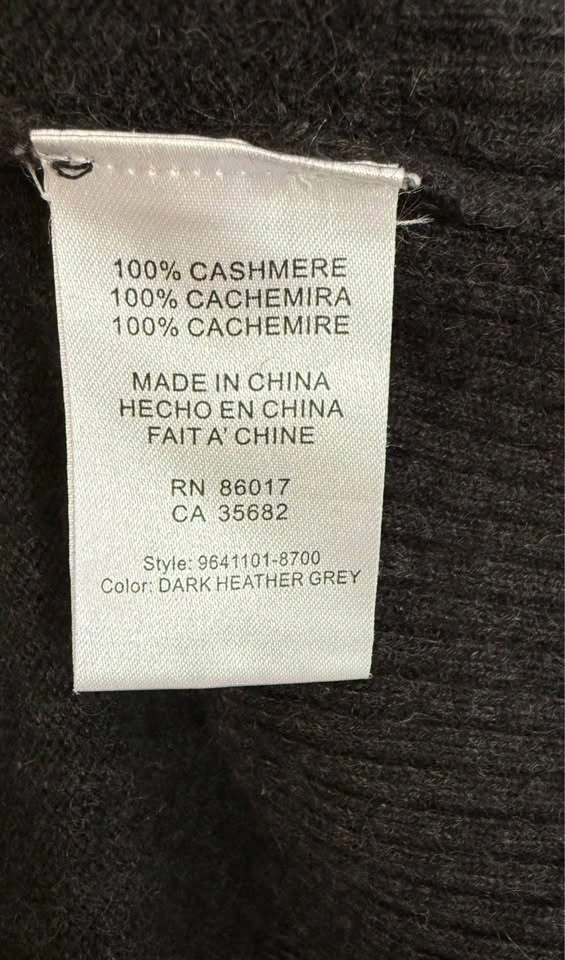 100% CASHMERE
100% CACHEMIRA
100% CACHEMIRE
MADE IN CHINA
HECHO EN CHINA
FAIT A' CHINE
RN 86017
CA 35682
Style: 9641101-8700
Color: DARK HEATHER GREY